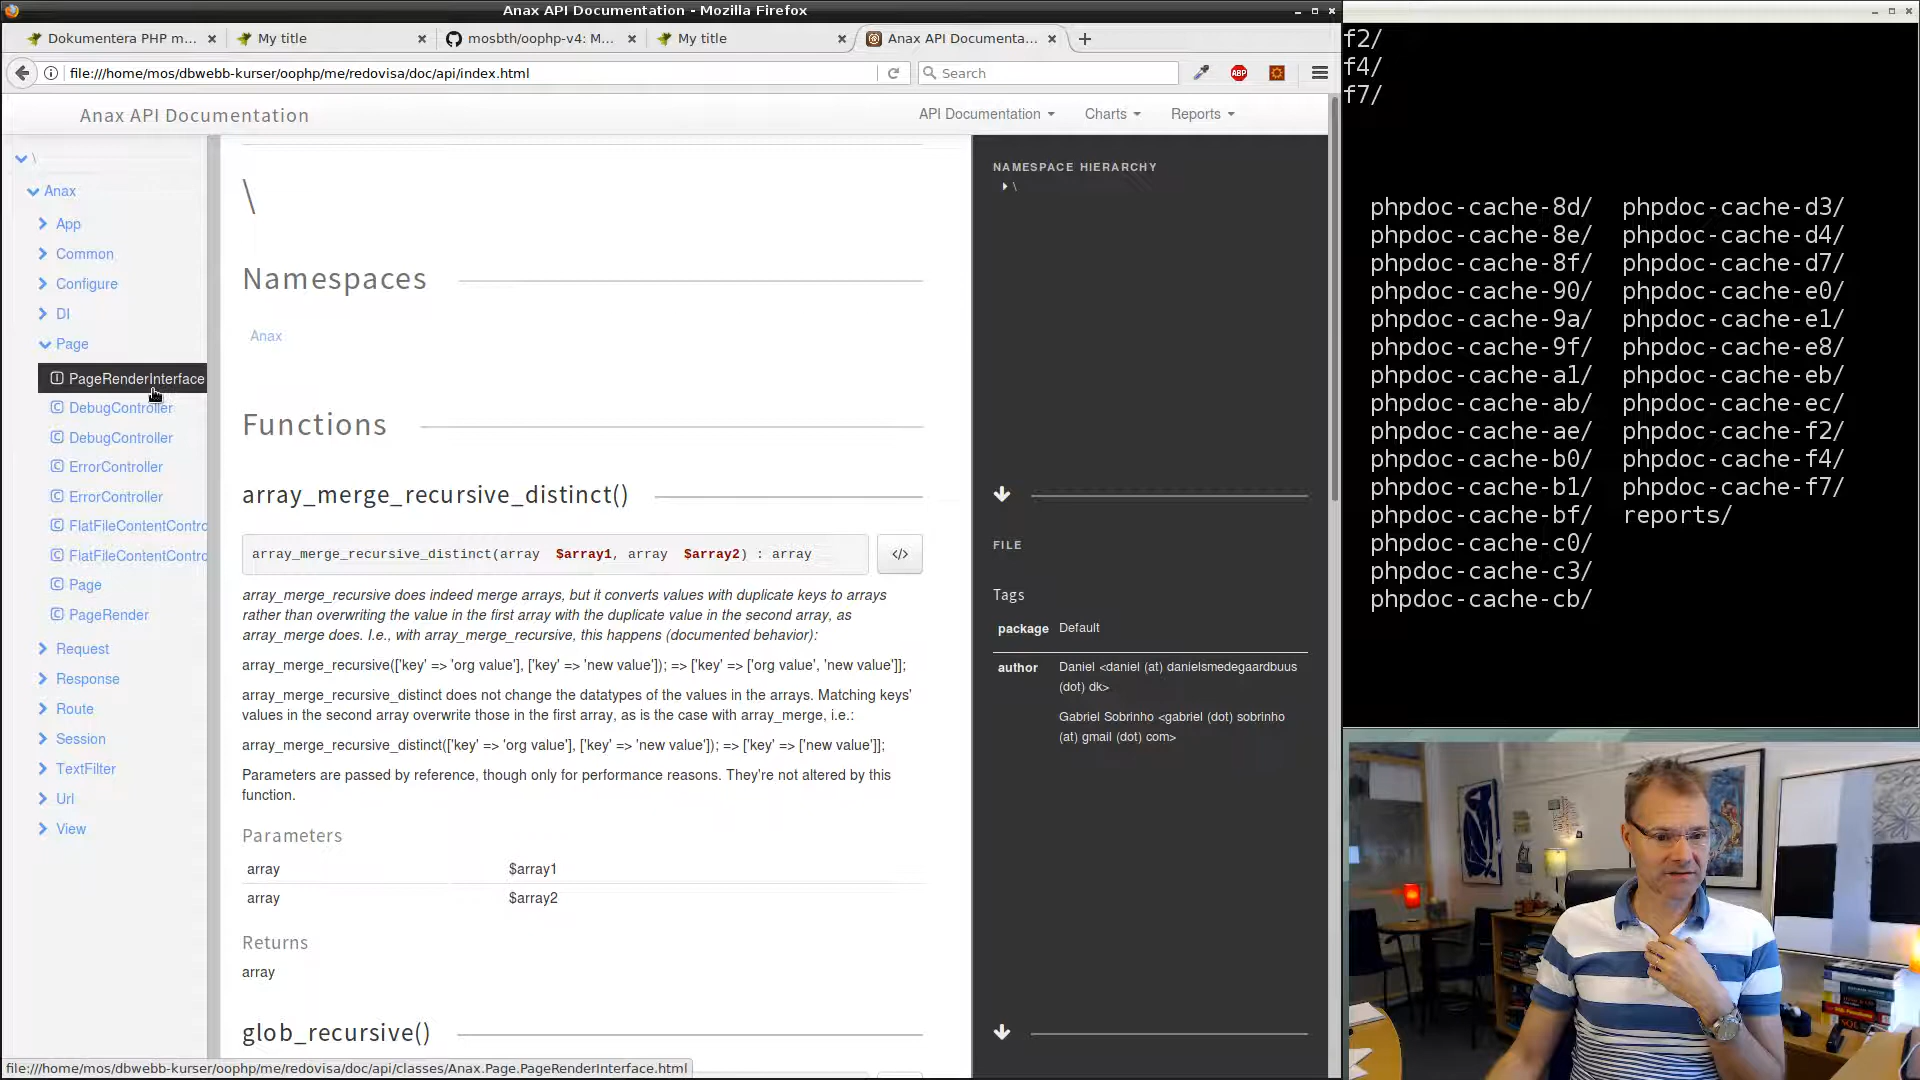 Anax API Documentation - Mozilla Firefox
Dokumentera PHP m...
My title
mosbth/oophp-v4: M...
My title
Anax API Documenta...
file:///home/mos/dbwebb-kurser/oophp/me/redovisa/doc/api/index.html
Search
ABP
Anax API Documentation
API Documentation
Charts
Reports
\
Anax
App
Common
Configure
DI
Page
PageRenderInterface
DebugController
DebugController
ErrorController
ErrorController
FlatFileContentContro
FlatFileContentContro
Page
PageRender
Request
Response
Route
Session
TextFilter
Url
View
\
Namespaces
Anax
Functions
array_merge_recursive_distinct()
array_merge_recursive_distinct(array $array1, array $array2) : array
</>
array_merge_recursive does indeed merge arrays, but it converts values with duplicate keys to arrays
rather than overwriting the value in the first array with the duplicate value in the second array, as
array_merge does. I.e., with array_merge_recursive, this happens (documented behavior):
array_merge_recursive(['key' => 'org value'], ['key' => 'new value']); => ['key' => ['org value', 'new value']];
array_merge_recursive_distinct does not change the datatypes of the values in the arrays. Matching keys'
values in the second array overwrite those in the first array, as is the case with array_merge, i.e.:
array_merge_recursive_distinct(['key' => 'org value'], ['key' => 'new value']); => ['key' => ['new value']];
Parameters are passed by reference, though only for performance reasons. They're not altered by this
function.
Parameters
array $array1
array $array2
Returns
array
glob_recursive()
NAMESPACE HIERARCHY
\
FILE
Tags
package Default
author Daniel <daniel (at) danielsmedegaardbuus
(dot) dk>
Gabriel Sobrinho <gabriel (dot) sobrinho
(at) gmail (dot) com>
file:///home/mos/dbwebb-kurser/oophp/me/redovisa/doc/api/classes/Anax.Page.PageRenderInterface.html
f2/
f4/
f7/
phpdoc-cache-8d/ phpdoc-cache-d3/
phpdoc-cache-8e/ phpdoc-cache-d4/
phpdoc-cache-8f/ phpdoc-cache-d7/
phpdoc-cache-90/ phpdoc-cache-e0/
phpdoc-cache-9a/ phpdoc-cache-e1/
phpdoc-cache-9f/ phpdoc-cache-e8/
phpdoc-cache-a1/ phpdoc-cache-eb/
phpdoc-cache-ab/ phpdoc-cache-ec/
phpdoc-cache-ae/ phpdoc-cache-f2/
phpdoc-cache-b0/ phpdoc-cache-f4/
phpdoc-cache-b1/ phpdoc-cache-f7/
phpdoc-cache-bf/ reports/
phpdoc-cache-c0/
phpdoc-cache-c3/
phpdoc-cache-cb/